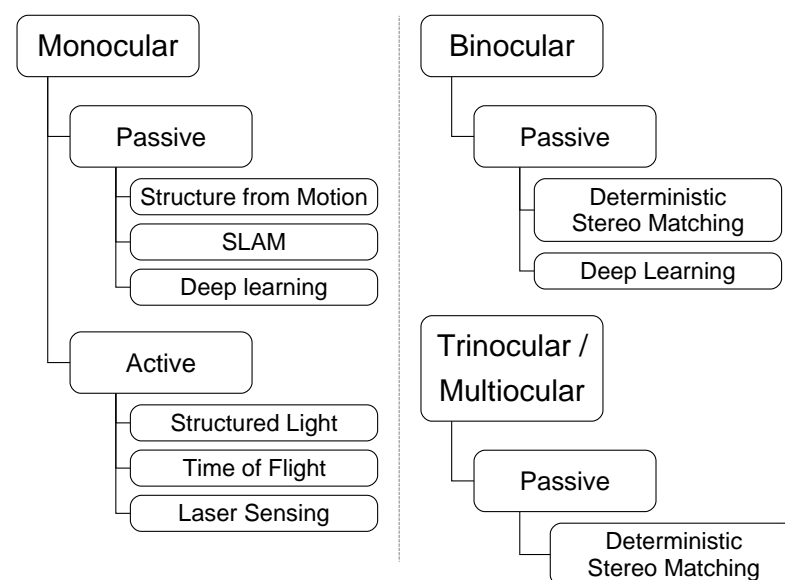 Monocular
Passive
Structure from Motion
SLAM
Deep learning
Active
Structured Light
Time of Flight
Laser Sensing
Binocular
Passive
Deterministic
Stereo Matching
Deep Learning
Trinocular /
Multiocular
Passive
Deterministic
Stereo Matching